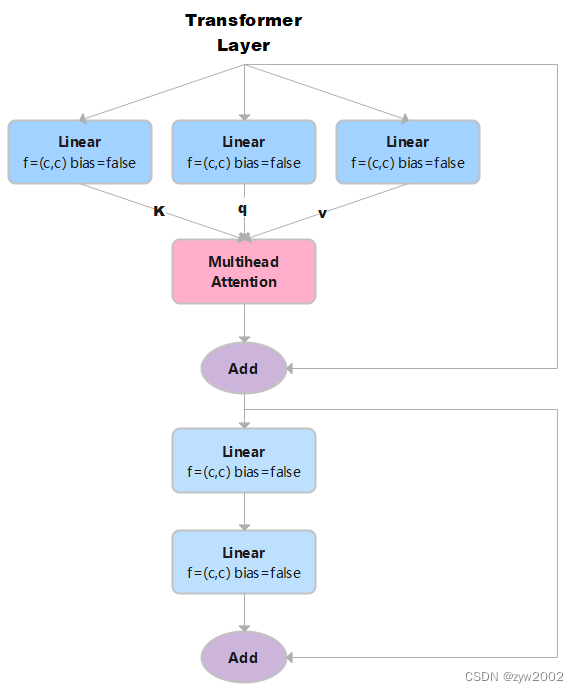 Transformer
Layer
Linear
f=(c,c) bias=false
Linear
f=(c,c) bias=false
Linear
f=(c,c) bias=false
K
q
v
Multihead
Attention
Add
Linear
f=(c,c) bias=false
Linear
f=(c,c) bias=false
Add
CSDN @zyw2002